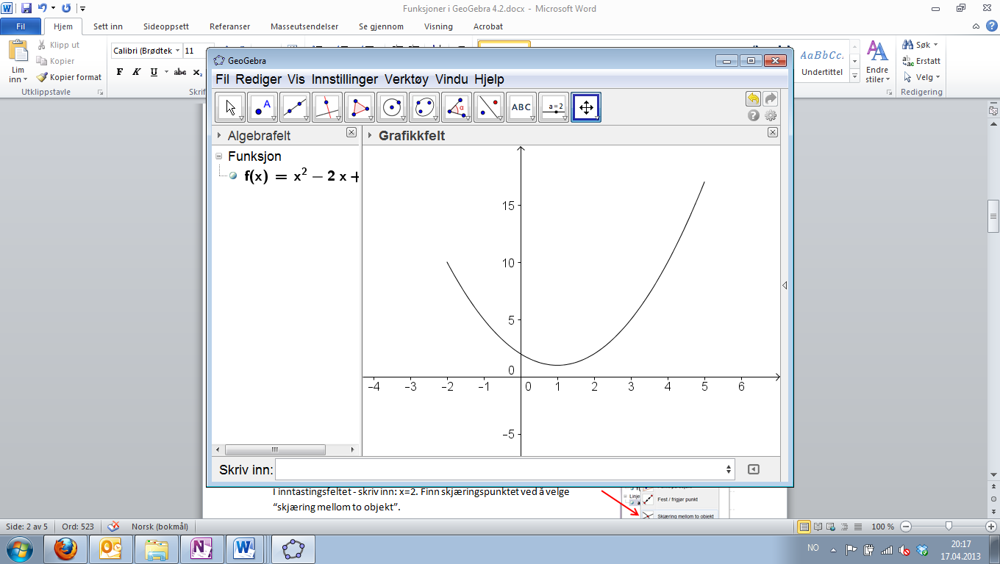 Funksjoner i GeoGebra 4.2.docx - Microsoft Word
Fil Hjem Sett inn Sideoppsett Referanser Masseutsendelser Se gjennom Visning Acrobat
Lim inn
Klipp ut
Kopier
Kopier format
Utklippstavle
Calibri (Brødtek 11
F K U abc x₂
Skrif
AaBbCc.
Undertittel
Endre stiler
Søk
Erstatt
Velg
Redigering
GeoGebra
Fil Rediger Vis Innstillinger Verktøy Vindu Hjelp
A α ABC a=2
Algebrafelt
Grafikkfelt
Funksjon
f(x) = x² − 2 x +
15
10
5
0
−4 −3 −2 −1 0 1 2 3 4 5 6
−5
Skriv inn:
I inntastingsfeltet - skriv inn: x=2. Finn skjæringspunktet ved å velge
“skjæring mellom to objekt”.
Linje
Fest / frigjør punkt
Skjæring mellom to objekt
Side: 2 av 5 Ord: 523 Norsk (bokmål) 100 %
NO
20:17
17.04.2013